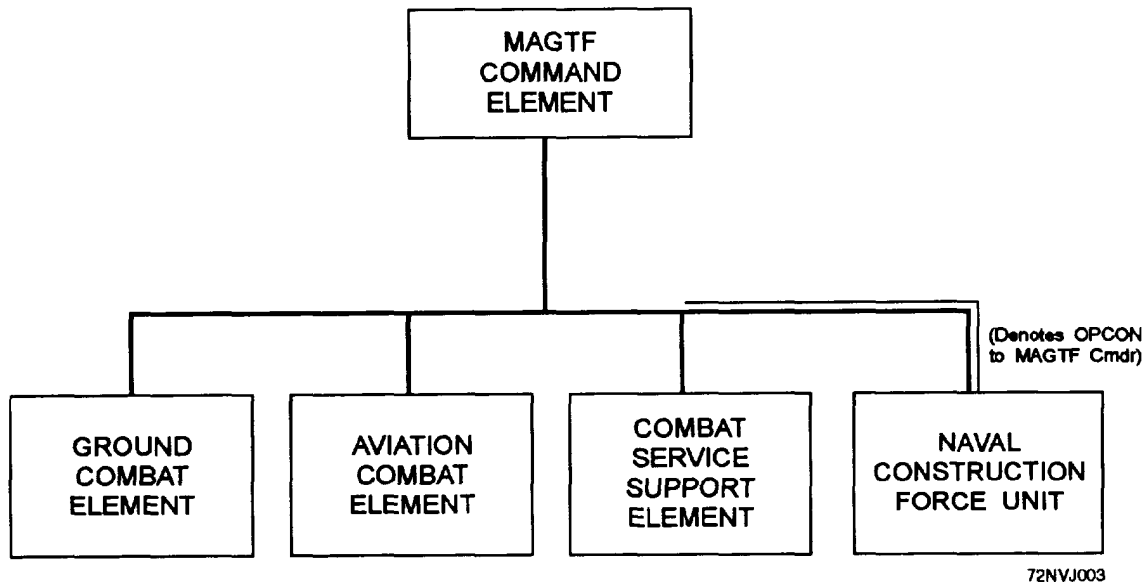 MAGTF
COMMAND
ELEMENT
(Denotes OPCON
to MAGTF Cmdr)
GROUND
COMBAT
ELEMENT
AVIATION
COMBAT
ELEMENT
COMBAT
SERVICE
SUPPORT
ELEMENT
NAVAL
CONSTRUCTION
FORCE UNIT
72NVJ003